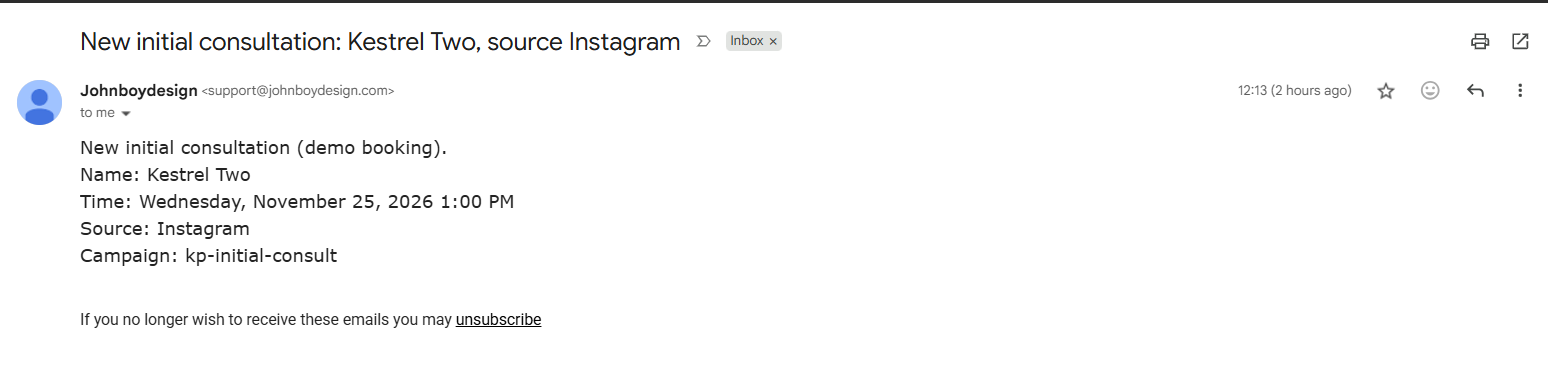 New initial consultation: Kestrel Two, source Instagram Inbox ×
Johnboydesign <support@johnboydesign.com> 12:13 (2 hours ago)
to me
New initial consultation (demo booking).
Name: Kestrel Two
Time: Wednesday, November 25, 2026 1:00 PM
Source: Instagram
Campaign: kp-initial-consult
If you no longer wish to receive these emails you may unsubscribe